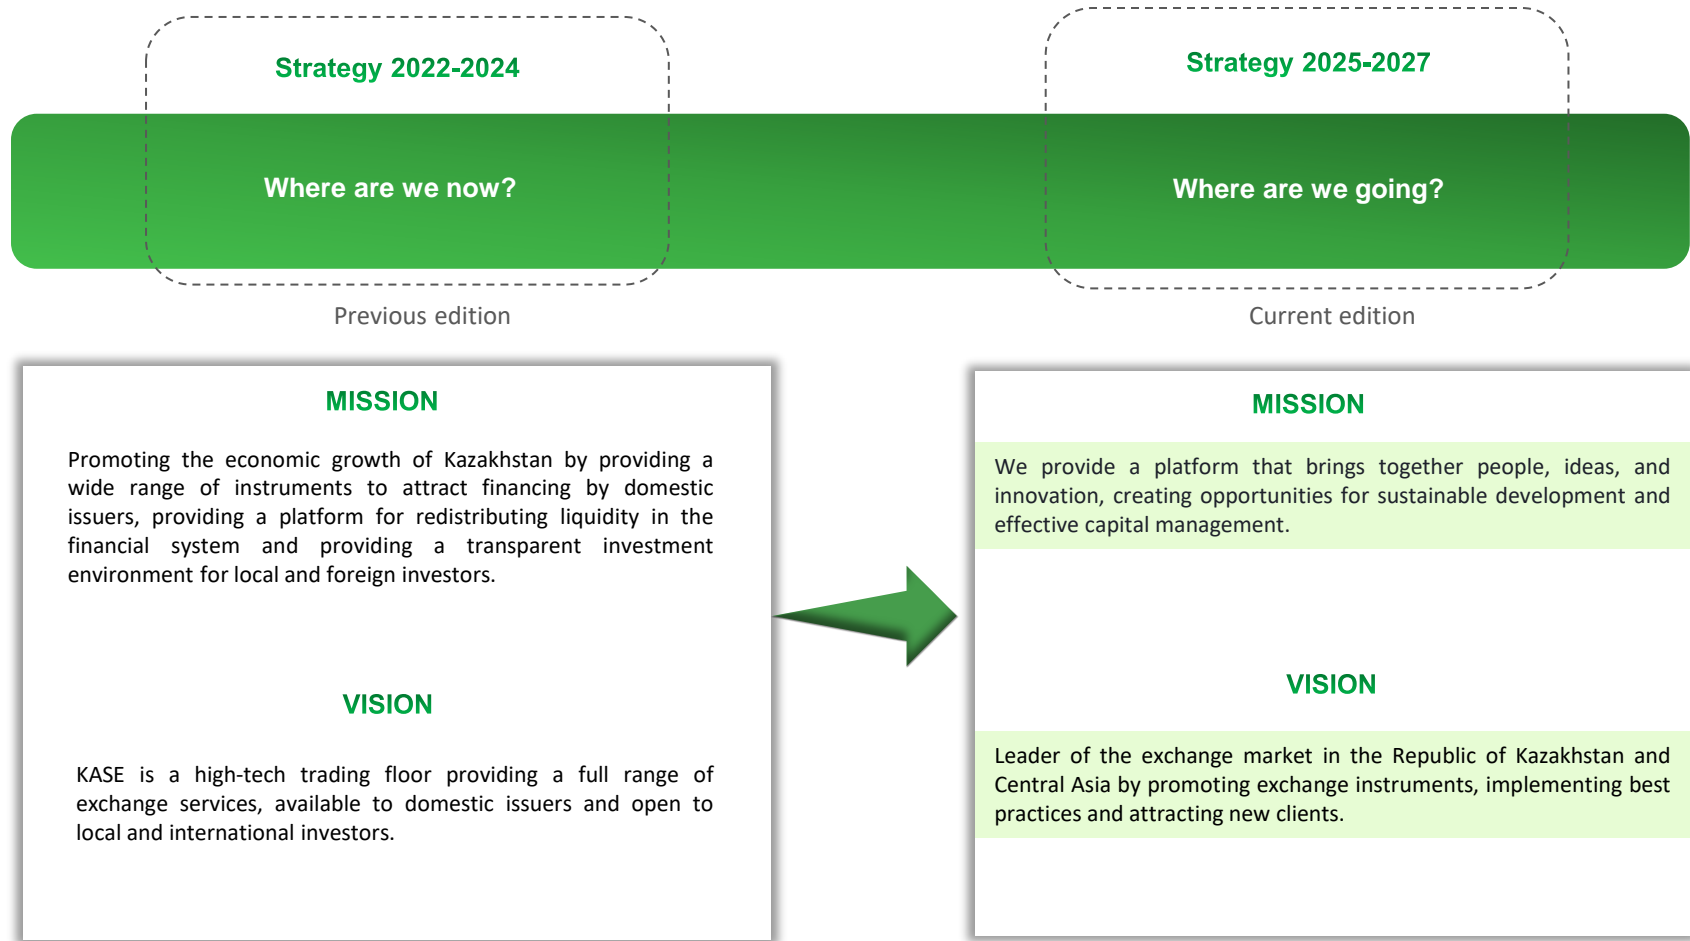 Strategy 2022-2024
Where are we now?
Previous edition
MISSION
Promoting the economic growth of Kazakhstan by providing a
wide range of instruments to attract financing by domestic
issuers, providing a platform for redistributing liquidity in the
financial system and providing a transparent investment
environment for local and foreign investors.
VISION
KASE is a high-tech trading floor providing a full range of
exchange services, available to domestic issuers and open to
local and international investors.
Strategy 2025-2027
Where are we going?
Current edition
MISSION
We provide a platform that brings together people, ideas, and
innovation, creating opportunities for sustainable development and
effective capital management.
VISION
Leader of the exchange market in the Republic of Kazakhstan and
Central Asia by promoting exchange instruments, implementing best
practices and attracting new clients.